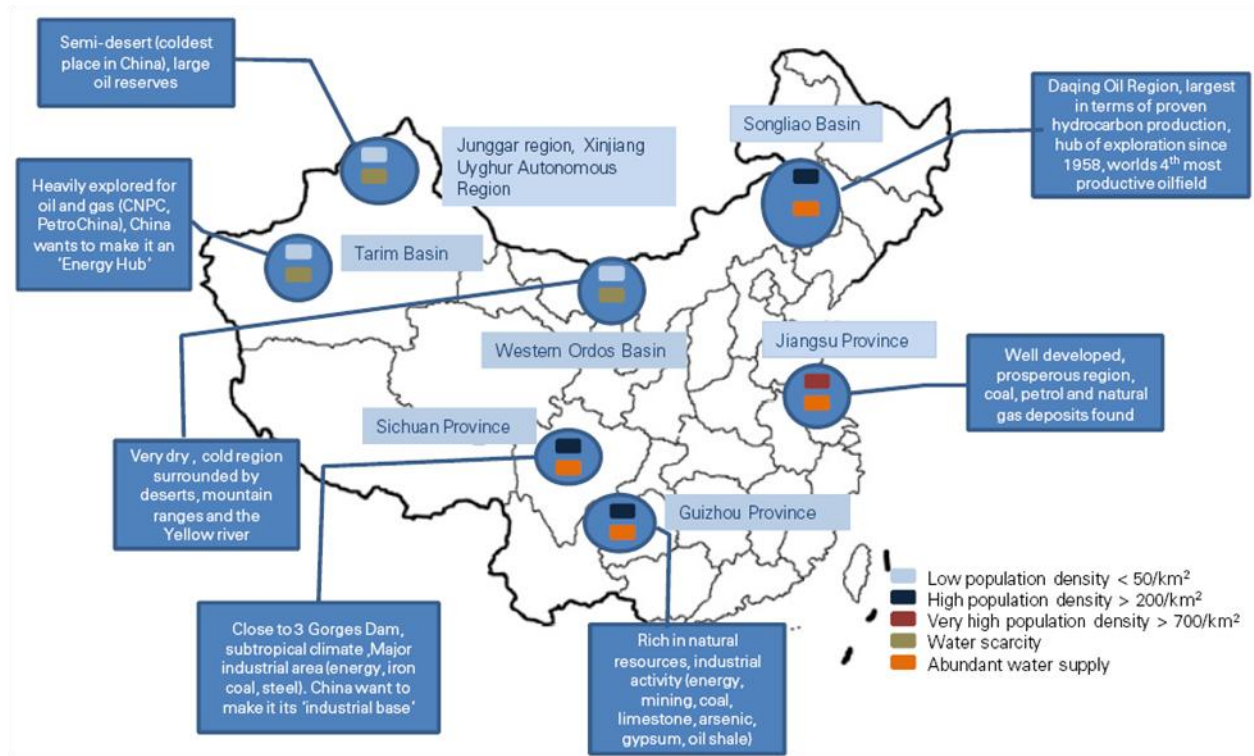 Semi-desert (coldest
place in China), large
oil reserves
Junggar region, Xinjiang
Uyghur Autonomous
Region
Songliao Basin
Daqing Oil Region, largest
in terms of proven
hydrocarbon production,
hub of exploration since
1958, worlds 4th most
productive oilfield
Heavily explored for
oil and gas (CNPC,
PetroChina), China
wants to make it an
'Energy Hub'
Tarim Basin
Western Ordos Basin
Jiangsu Province
Well developed,
prosperous region,
coal, petrol and natural
gas deposits found
Sichuan Province
Very dry , cold region
surrounded by
deserts, mountain
ranges and the
Yellow river
Guizhou Province
Close to 3 Gorges Dam,
subtropical climate ,Major
industrial area (energy, iron
coal, steel). China want to
make it its 'industrial base'
Rich in natural
resources, industrial
activity (energy,
mining, coal,
limestone, arsenic,
gypsum, oil shale)
Low population density < 50/km²
High population density > 200/km²
Very high population density > 700/km²
Water scarcity
Abundant water supply